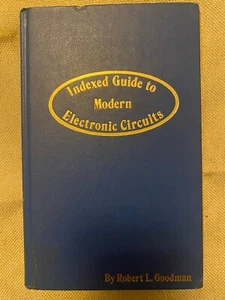 Indexed Guide to
Modern
Electronic Circuits
By Robert L. Goodman